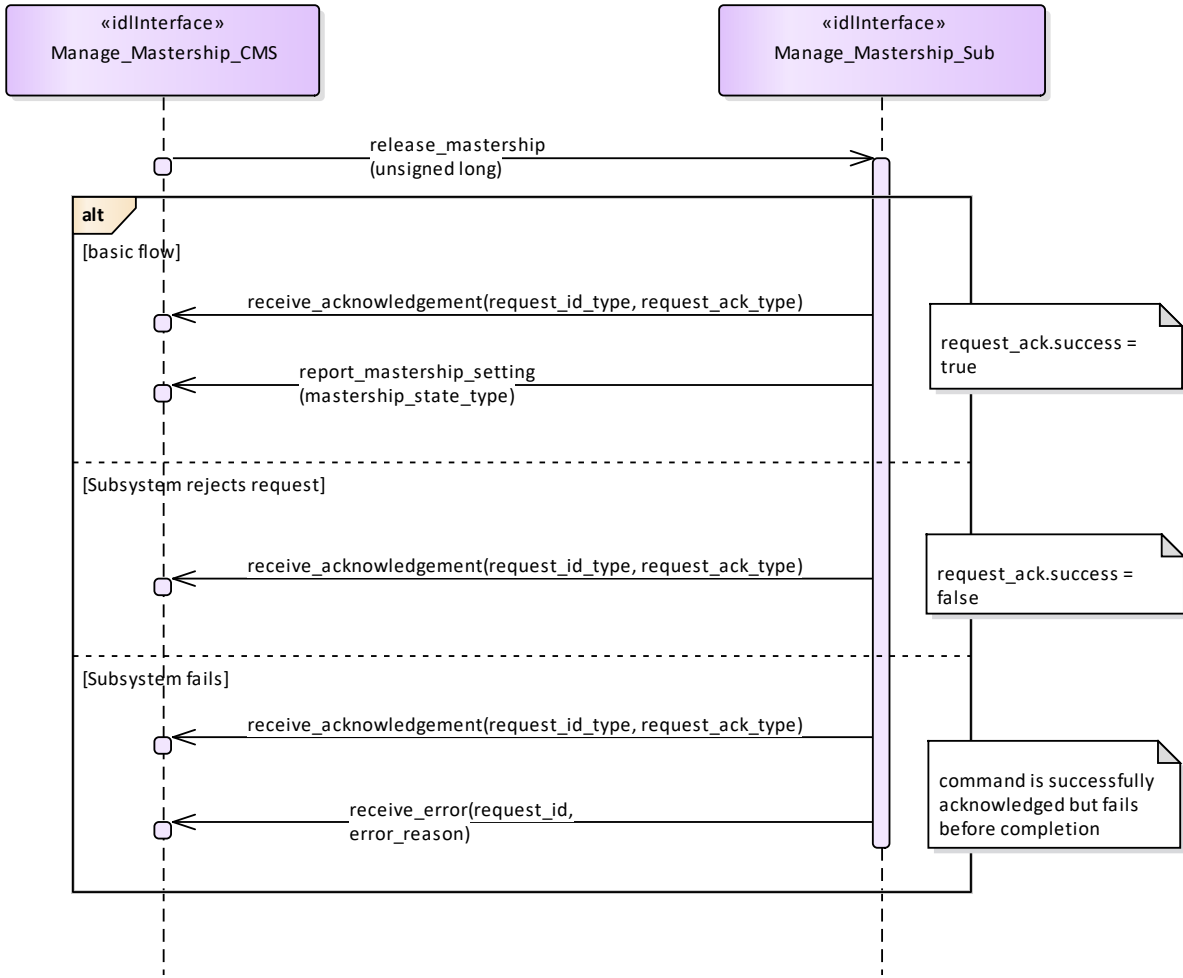 «idlInterface»
Manage_Mastership_CMS
«idlInterface»
Manage_Mastership_Sub
release_mastership
(unsigned long)
alt
[basic flow]
receive_acknowledgement(request_id_type, request_ack_type)
request_ack.success =
true
report_mastership_setting
(mastership_state_type)
[Subsystem rejects request]
receive_acknowledgement(request_id_type, request_ack_type)
request_ack.success =
false
[Subsystem fails]
receive_acknowledgement(request_id_type, request_ack_type)
command is successfully
acknowledged but fails
before completion
receive_error(request_id,
error_reason)